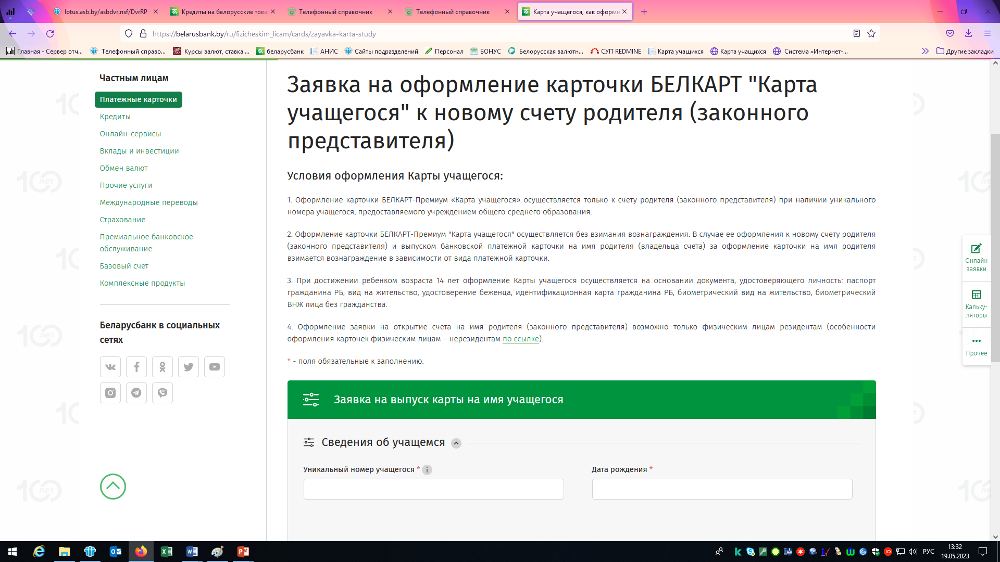 lotus.asb.by/asbdvr.nsf/DvrRP
Кредиты на белорусские това
Телефонный справочник
Телефонный справочник
Карта учащегося, как оформи
https://belarusbank.by/ru/fizicheskim_licam/cards/zayavka-karta-study
Главная - Сервер отч...
Телефонный справо...
Курсы валют, ставка ...
беларусбанк
АНИС
Сайты подразделений
Персонал
БОНУС
Белорусская валютн...
СУП REDMINE
Карта учащихся
Карта учащихся
Система «Интернет-...
Другие закладки
Частным лицам
Платежные карточки
Кредиты
Онлайн-сервисы
Вклады и инвестиции
Обмен валют
Прочие услуги
Международные переводы
Страхование
Премиальное банковское
обслуживание
Базовый счет
Комплексные продукты
Беларусбанк в социальных
сетях
Заявка на оформление карточки БЕЛКАРТ "Карта
учащегося" к новому счету родителя (законного
представителя)
Условия оформления Карты учащегося:
1. Оформление карточки БЕЛКАРТ-Премиум «Карта учащегося» осуществляется только к счету родителя (законного представителя) при наличии уникального
номера учащегося, предоставляемого учреждением общего среднего образования.
2. Оформление карточки БЕЛКАРТ-Премиум "Карта учащегося" осуществляется без взимания вознаграждения. В случае ее оформления к новому счету родителя
(законного представителя) и выпуском банковской платежной карточки на имя родителя (владельца счета) за оформление карточки на имя родителя
взимается вознаграждение в зависимости от вида платежной карточки.
3. При достижении ребенком возраста 14 лет оформление Карты учащегося осуществляется на основании документа, удостоверяющего личность: паспорт
гражданина РБ, вид на жительство, удостоверение беженца, идентификационная карта гражданина РБ, биометрический вид на жительство, биометрический
ВНЖ лица без гражданства.
4. Оформление заявки на открытие счета на имя родителя (законного представителя) возможно только физическим лицам резидентам (особенности
оформления карточек физическим лицам – нерезидентам по ссылке).
* - поля обязательные к заполнению.
Заявка на выпуск карты на имя учащегося
Сведения об учащемся
Уникальный номер учащегося * i
Дата рождения *
Онлайн
заявки
Кальку-
ляторы
Прочее
100 лет
РУС
13:32
19.05.2023